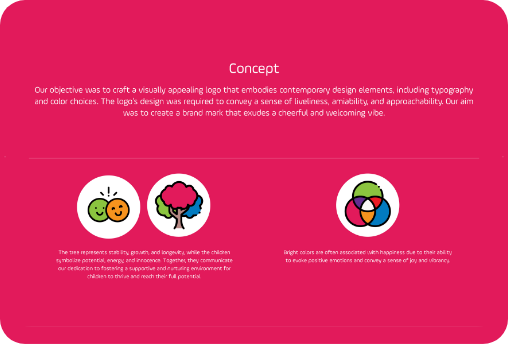 Concept
Our objective was to craft a visually appealing logo that embodies contemporary design elements, including typography
and color choices. The logo's design was required to convey a sense of liveliness, amiability, and approachability. Our aim
was to create a brand mark that exudes a cheerful and welcoming vibe.
The tree represents stability, growth, and longevity, while the children
symbolize potential, energy, and innocence. Together, they communicate
our dedication to fostering a supportive and nurturing environment for
children to thrive and reach their full potential.
Bright colors are often associated with happiness due to their ability
to evoke positive emotions and convey a sense of joy and vibrancy.